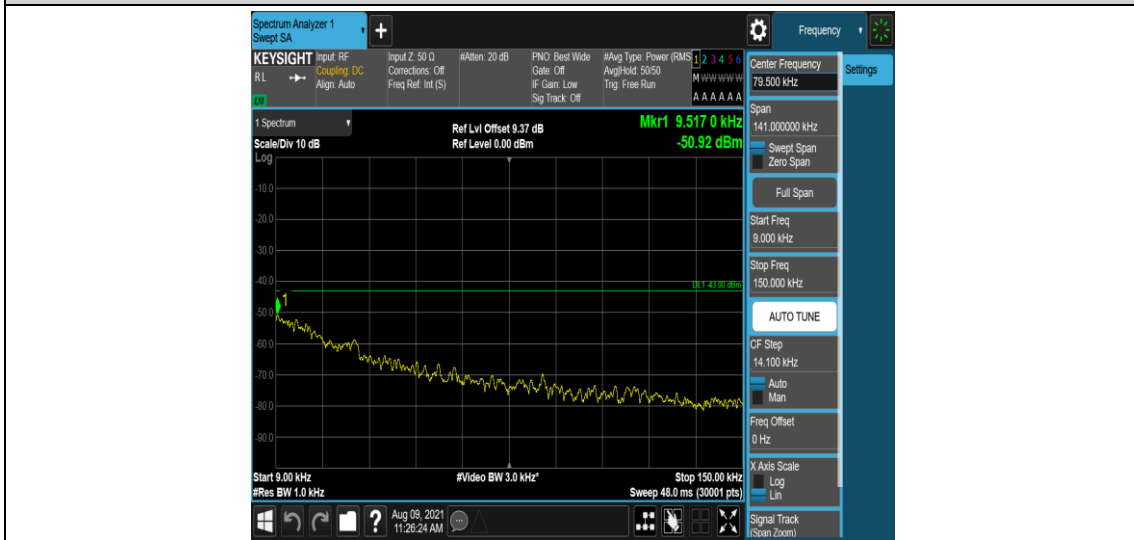 Spectrum Analyzer 1
Swept SA
Frequency
KEYSIGHT
RL
LXI
Input: RF
Coupling: DC
Align: Auto
Input Z: 50 Ω
Corrections: Off
Freq Ref: Int (S)
#Atten: 20 dB
PNO: Best Wide
Gate: Off
IF Gain: Low
Sig Track: Off
#Avg Type: Power (RMS
Avg|Hold: 50/50
Trig: Free Run
1 2 3 4 5 6
M W W W W W
A A A A A A
1 Spectrum
Scale/Div 10 dB
Ref Lvl Offset 9.37 dB
Ref Level 0.00 dBm
Mkr1 9.517 0 kHz
-50.92 dBm
Log
-10.0
-20.0
-30.0
-40.0
DL1 -43.00 dBm
1
-50.0
-60.0
-70.0
-80.0
-90.0
Start 9.00 kHz
#Video BW 3.0 kHz*
Stop 150.00 kHz
#Res BW 1.0 kHz
Sweep 48.0 ms (30001 pts)
?
Aug 09, 2021
11:26:24 AM
Center Frequency
79.500 kHz
Settings
Span
141.000000 kHz
Swept Span
Zero Span
Full Span
Start Freq
9.000 kHz
Stop Freq
150.000 kHz
AUTO TUNE
CF Step
14.100 kHz
Auto
Man
Freq Offset
0 Hz
X Axis Scale
Log
Lin
Signal Track
(Span Zoom)